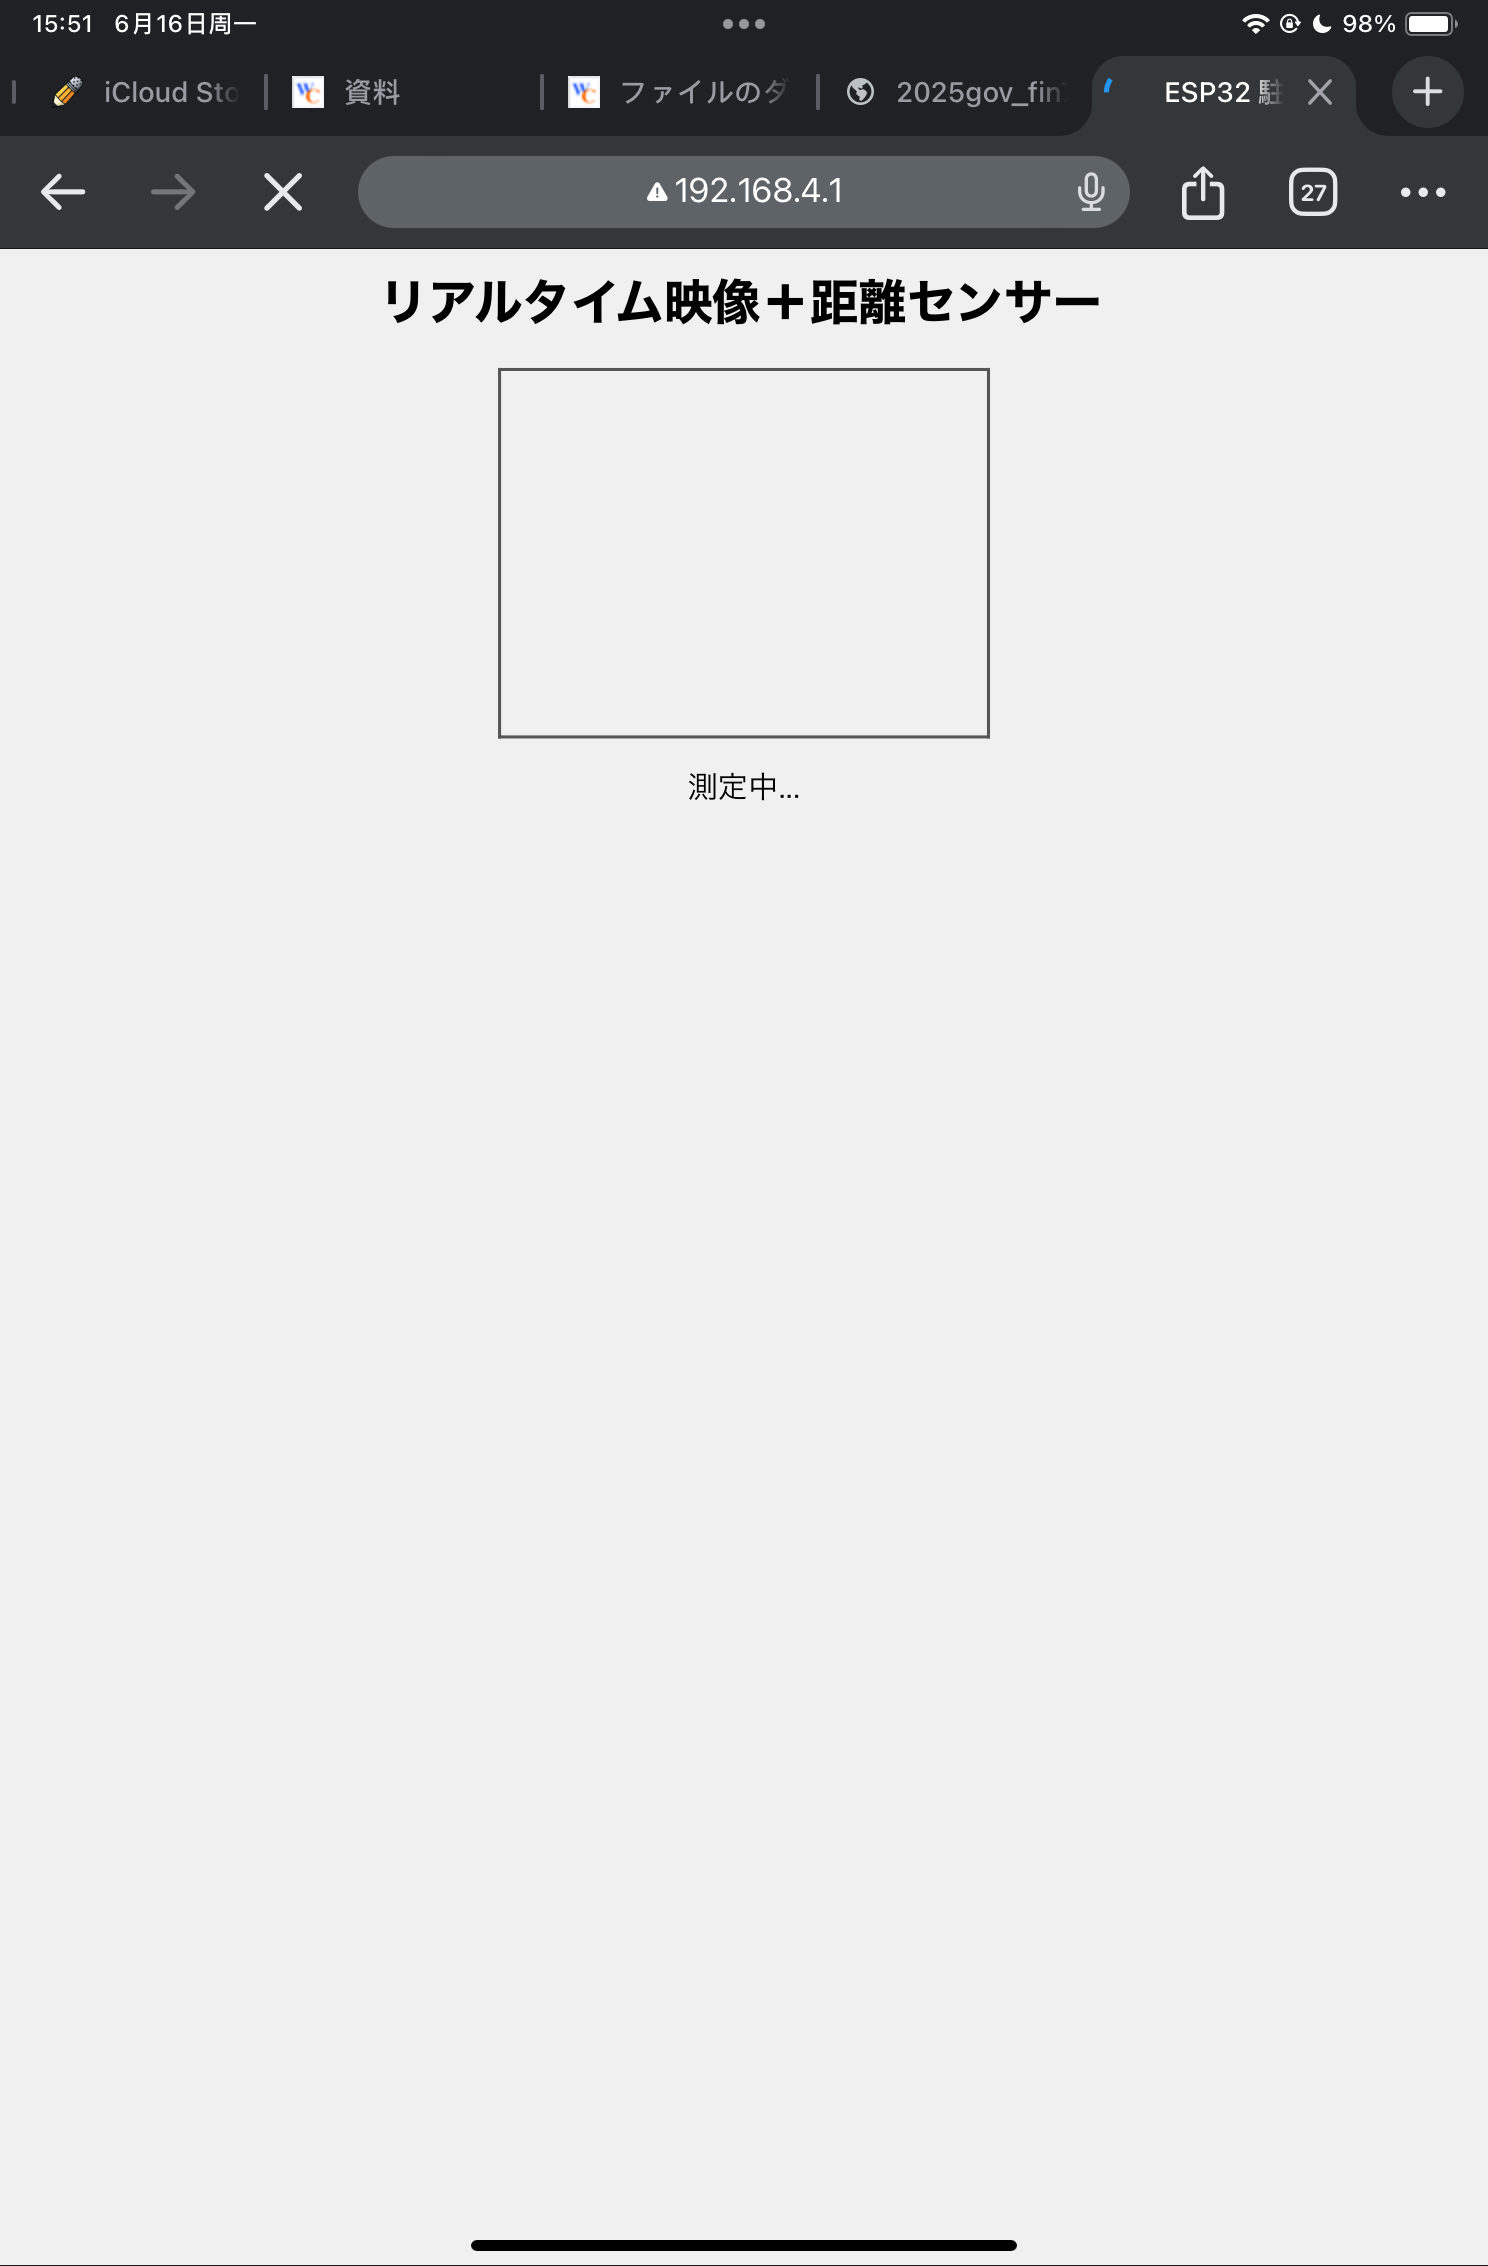 15:51 6月16日周一
98%
iCloud Sto
資料
ファイルのダ
2025gov_fin
ESP32 駐
192.168.4.1
27
リアルタイム映像＋距離センサー
測定中...